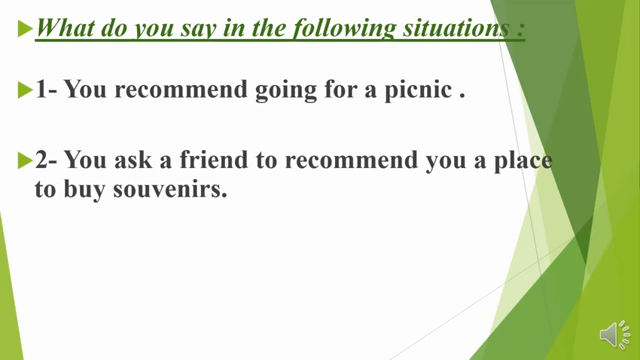 What do you say in the following situations :
1- You recommend going for a picnic .
2- You ask a friend to recommend you a place
to buy souvenirs.